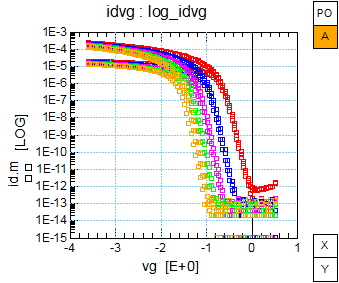 idvg : log_idvg
PO
A
1E-3
1E-4
1E-5
1E-6
1E-7
1E-8
1E-9
1E-10
1E-11
1E-12
1E-13
1E-14
1E-15
id.m [LOG]
-4 -3 -2 -1 0 1
vg [E+0]
X
Y